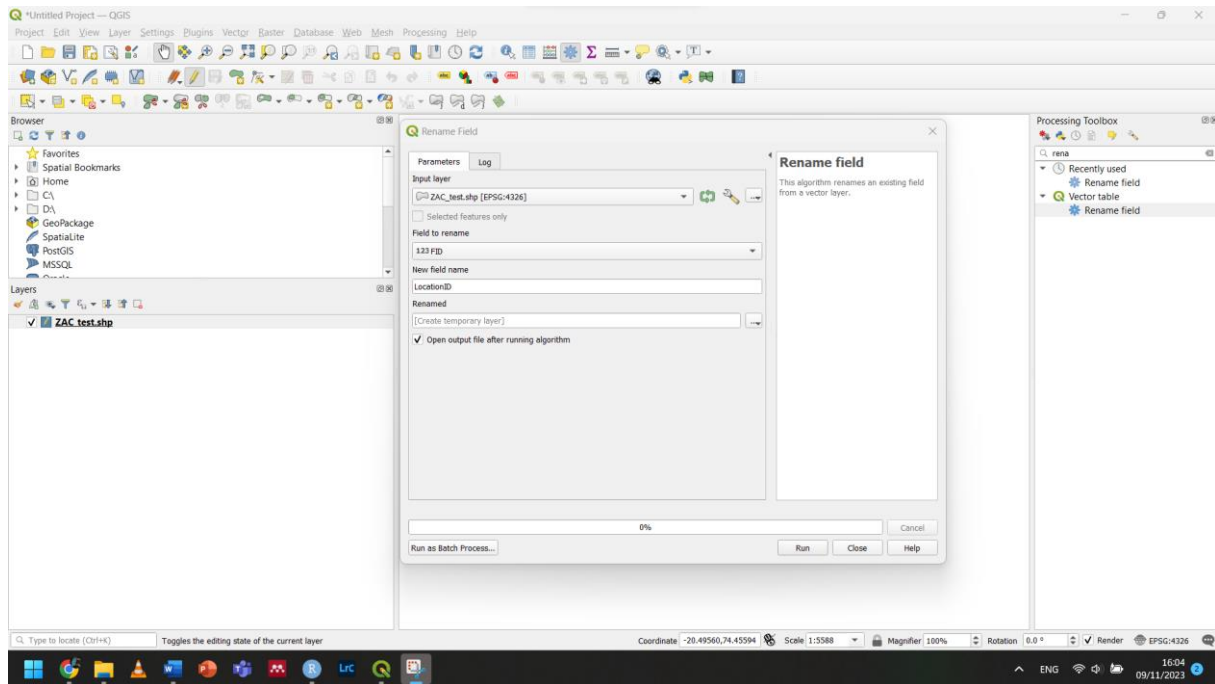 *Untitled Project — QGIS
Project Edit View Layer Settings Plugins Vector Raster Database Web Mesh Processing Help
Browser
Favorites
Spatial Bookmarks
Home
C:\
D:\
GeoPackage
SpatiaLite
PostGIS
MSSQL
Layers
ZAC_test.shp
Rename Field
Parameters Log
Input layer
ZAC_test.shp [EPSG:4326]
Selected features only
Field to rename
123 FID
New field name
LocationID
Renamed
[Create temporary layer]
Open output file after running algorithm
Rename field
This algorithm renames an existing field
from a vector layer.
0%
Cancel
Run as Batch Process...
Run Close Help
Processing Toolbox
rena
Recently used
Rename field
Vector table
Rename field
Type to locate (Ctrl+K) Toggles the editing state of the current layer Coordinate -20.49560,74.45594 Scale 1:5588 Magnifier 100% Rotation 0.0 ° Render EPSG:4326
LrC
ENG
16:04
09/11/2023
2